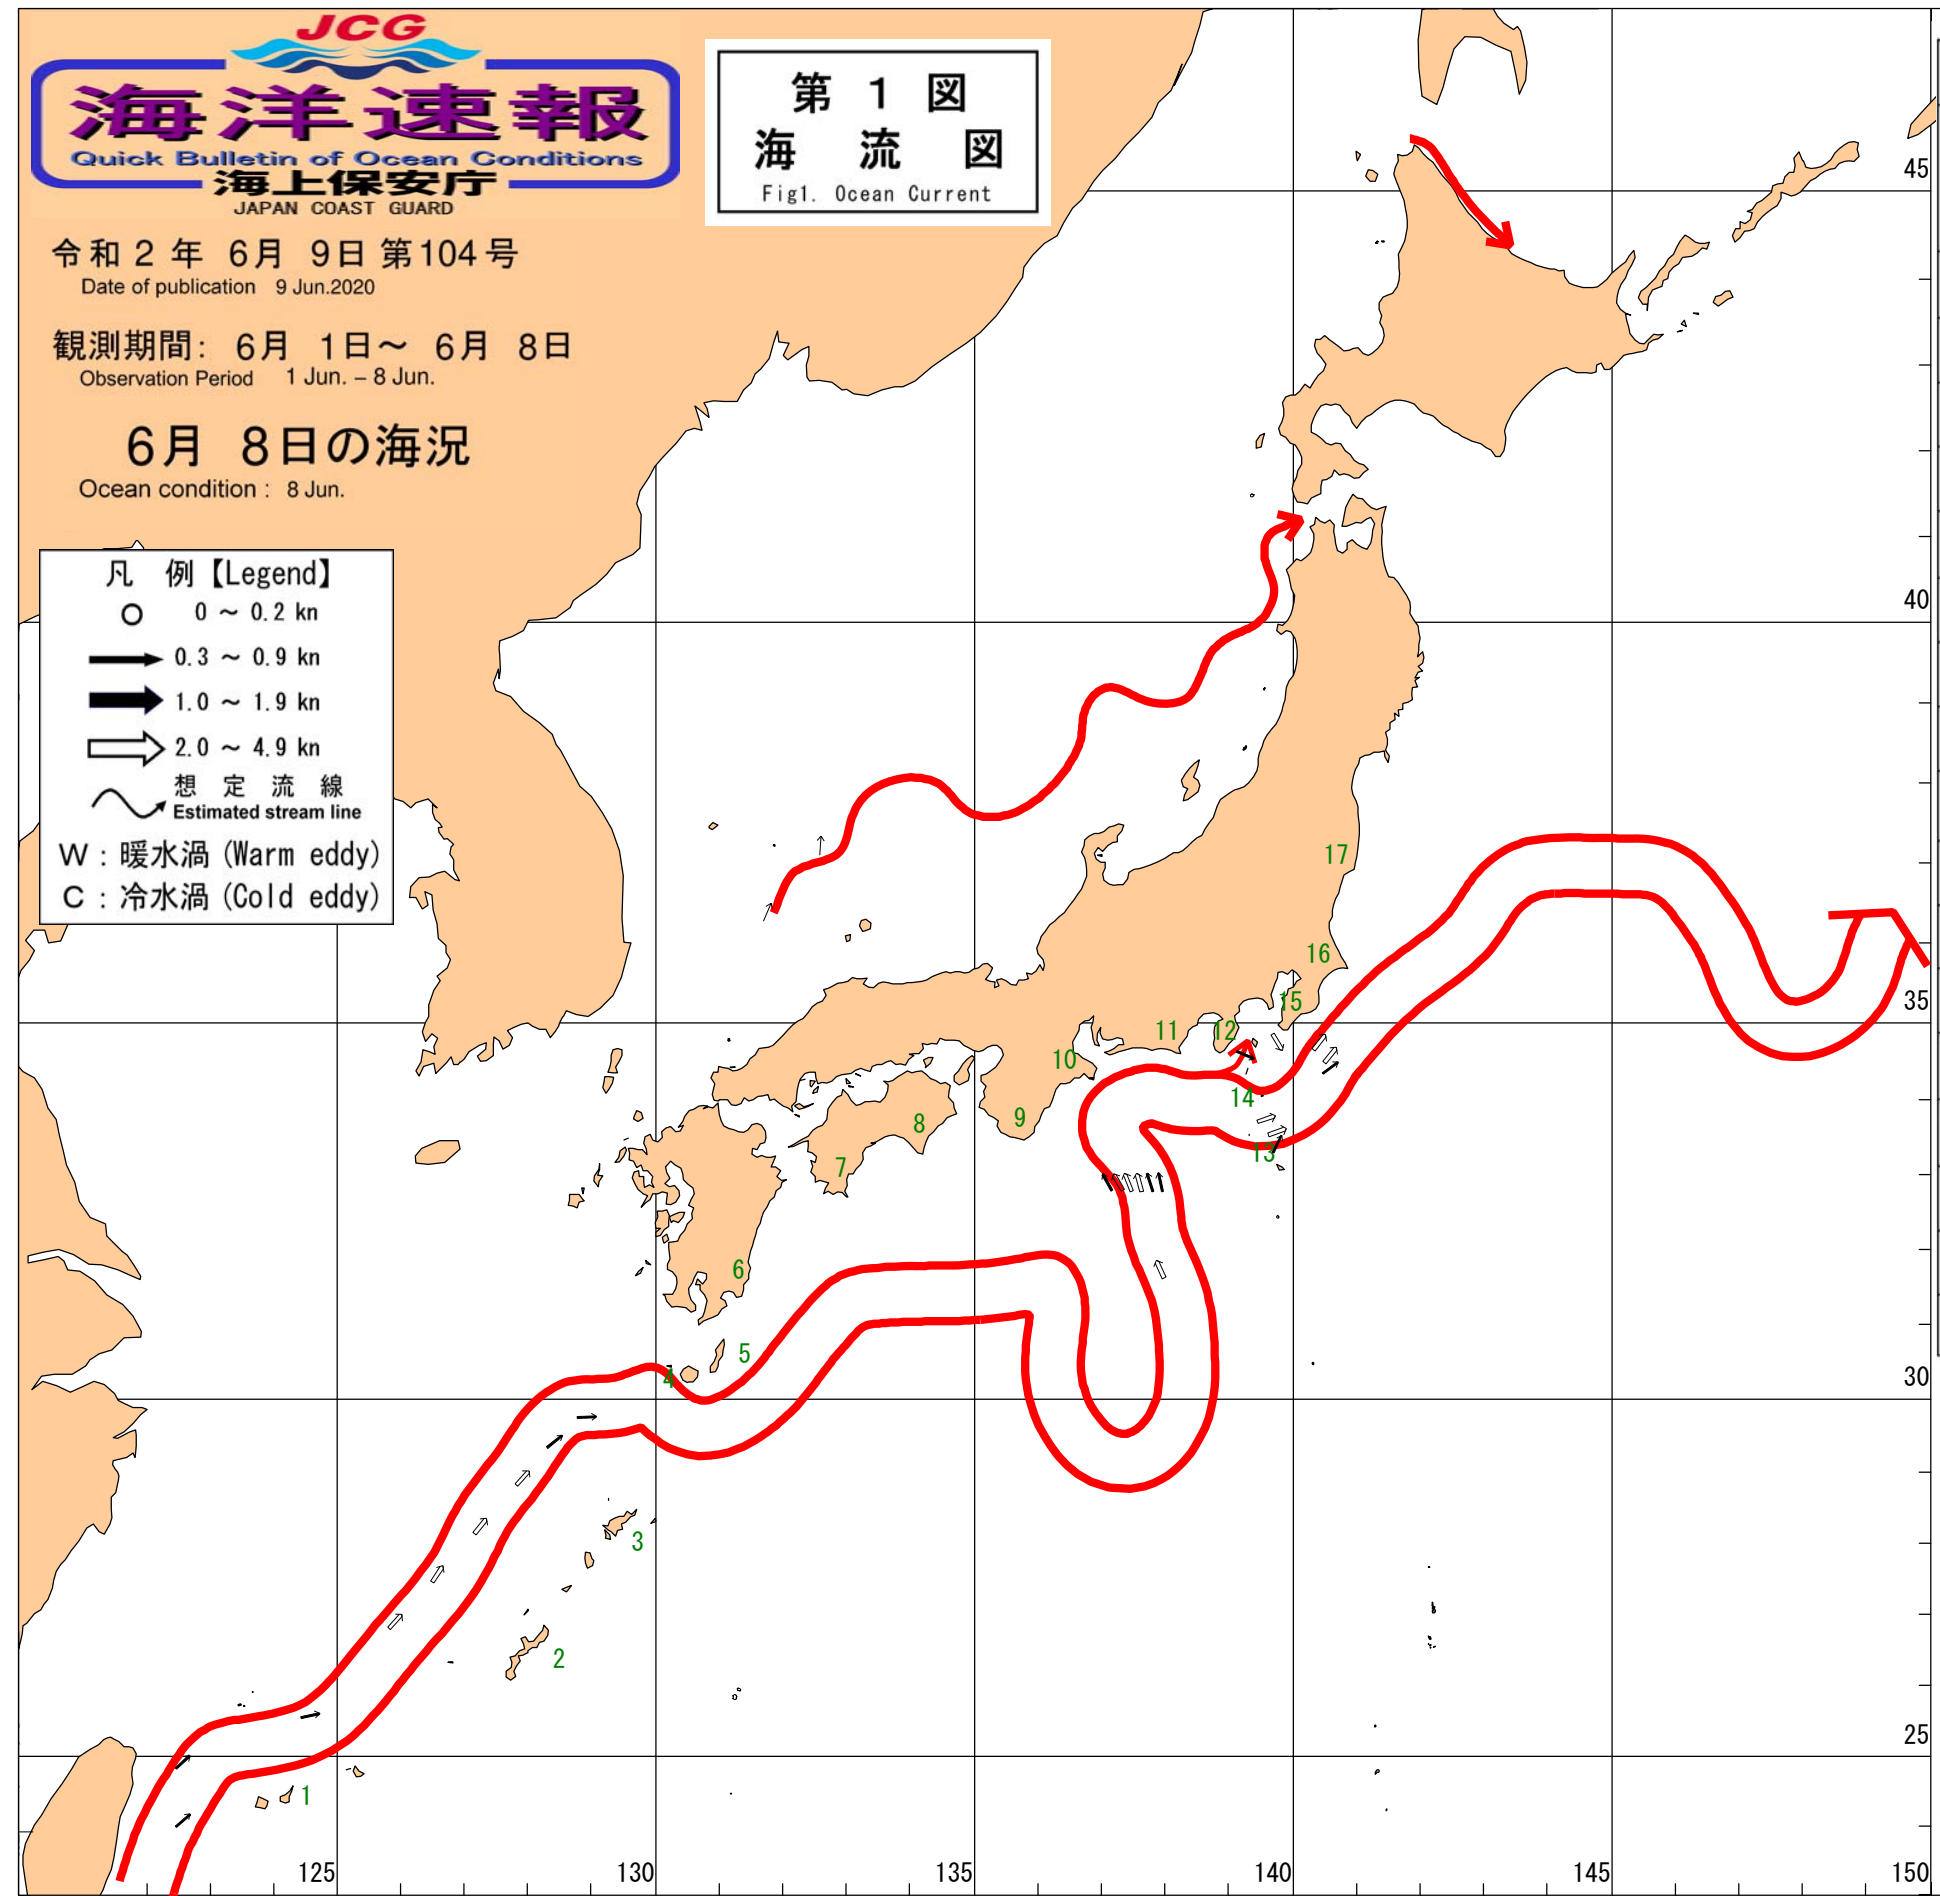 JCG
海洋速報
Quick Bulletin of Ocean Conditions
海上保安庁
JAPAN COAST GUARD
第 1 図
海 流 図
Fig1. Ocean Current
令和 2 年 6月 9日 第104号
Date of publication 9 Jun.2020
観測期間: 6月 1日～ 6月 8日
Observation Period 1 Jun. – 8 Jun.
6月 8日の海況
Ocean condition : 8 Jun.
凡 例【Legend】
0 ～ 0.2 kn
0.3 ～ 0.9 kn
1.0 ～ 1.9 kn
2.0 ～ 4.9 kn
想 定 流 線
Estimated stream line
W : 暖水渦 (Warm eddy)
C : 冷水渦 (Cold eddy)
45
40
35
30
25
17
16
15
12
11
10
14
9
8
13
7
6
5
4
3
2
1
125
130
135
140
145
150